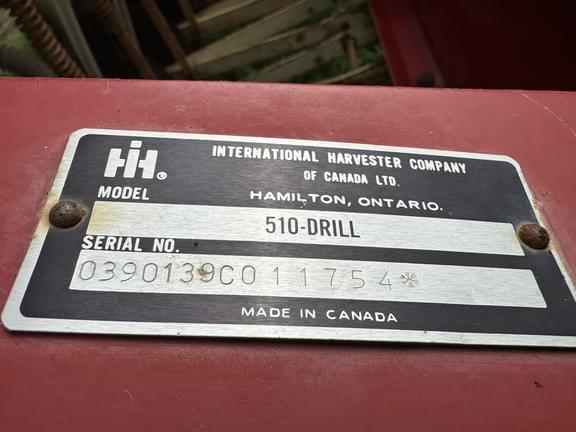 IH®
INTERNATIONAL HARVESTER COMPANY
OF CANADA LTD.
MODEL
HAMILTON, ONTARIO.
510-DRILL
SERIAL NO.
0390139C011754*
MADE IN CANADA